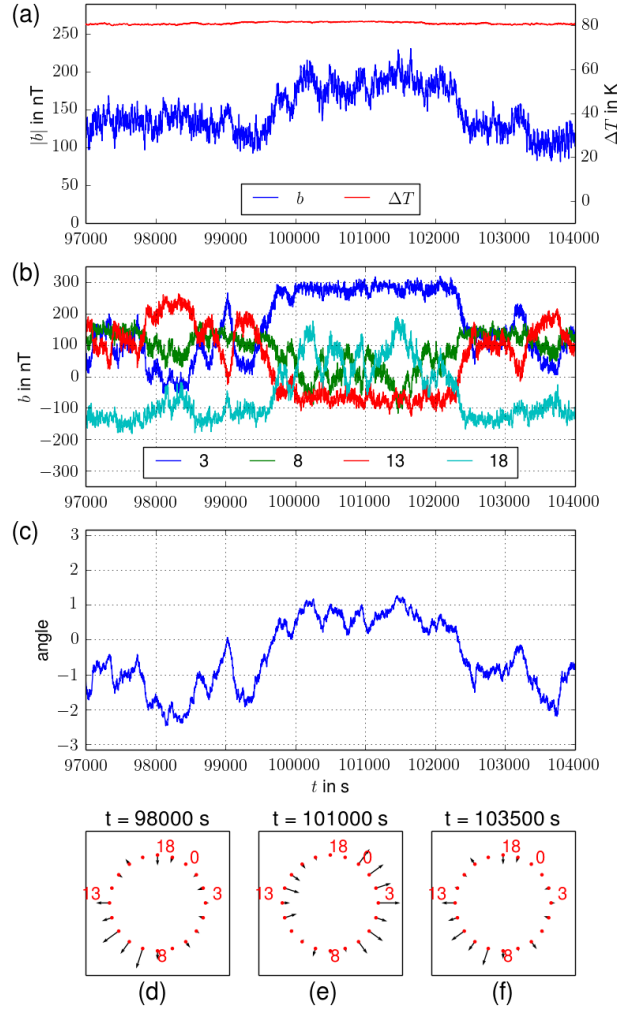 (a)
|b| in nT
250
200
150
100
50
0
80
60
40
20
0
ΔT in K
b ΔT
97000 98000 99000 100000 101000 102000 103000 104000
(b)
b in nT
300
200
100
0
−100
−200
−300
3 8 13 18
97000 98000 99000 100000 101000 102000 103000 104000
(c)
angle
3
2
1
0
−1
−2
−3
97000 98000 99000 100000 101000 102000 103000 104000
t in s
t = 98000 s t = 101000 s t = 103500 s
18 0 3 8 13
18 0 3 8 13
18 0 3 8 13
(d) (e) (f)